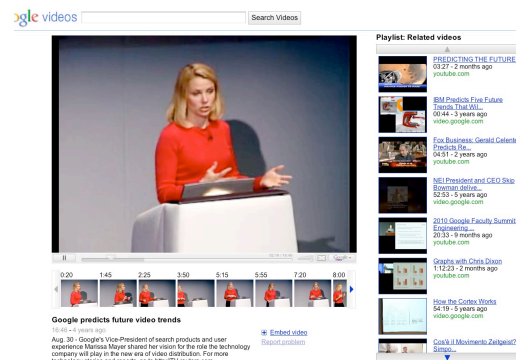 ogle videos
Search Videos
Playlist: Related videos
PREDICTING THE FUTURE
03:27 - 2 months ago
youtube.com
IBM Predicts Five Future
Trends That Wil...
00:44 - 3 years ago
video.google.com
Fox Business: Gerald Celente
Predicts Re...
04:51 - 2 years ago
youtube.com
NEI President and CEO Skip
Bowman delive...
52:53 - 5 years ago
video.google.com
2010 Google Faculty Summit:
Engineering ...
20:33 - 9 months ago
youtube.com
Graphs with Chris Dixon
1:12:23 - 2 months ago
youtube.com
How the Cortex Works
54:19 - 5 years ago
video.google.com
Cos'è il Movimento Zeitgeist?
Simpo...
0:20 1:45 2:25 3:50 5:15 5:55 7:20 8:00
Google predicts future video trends
16:46 - 4 years ago
Aug. 30 - Google's Vice-President of search products and user
experience Marissa Mayer shared her vision for the role the technology
company will play in the new era of video distribution. For more
Embed video
Report problem